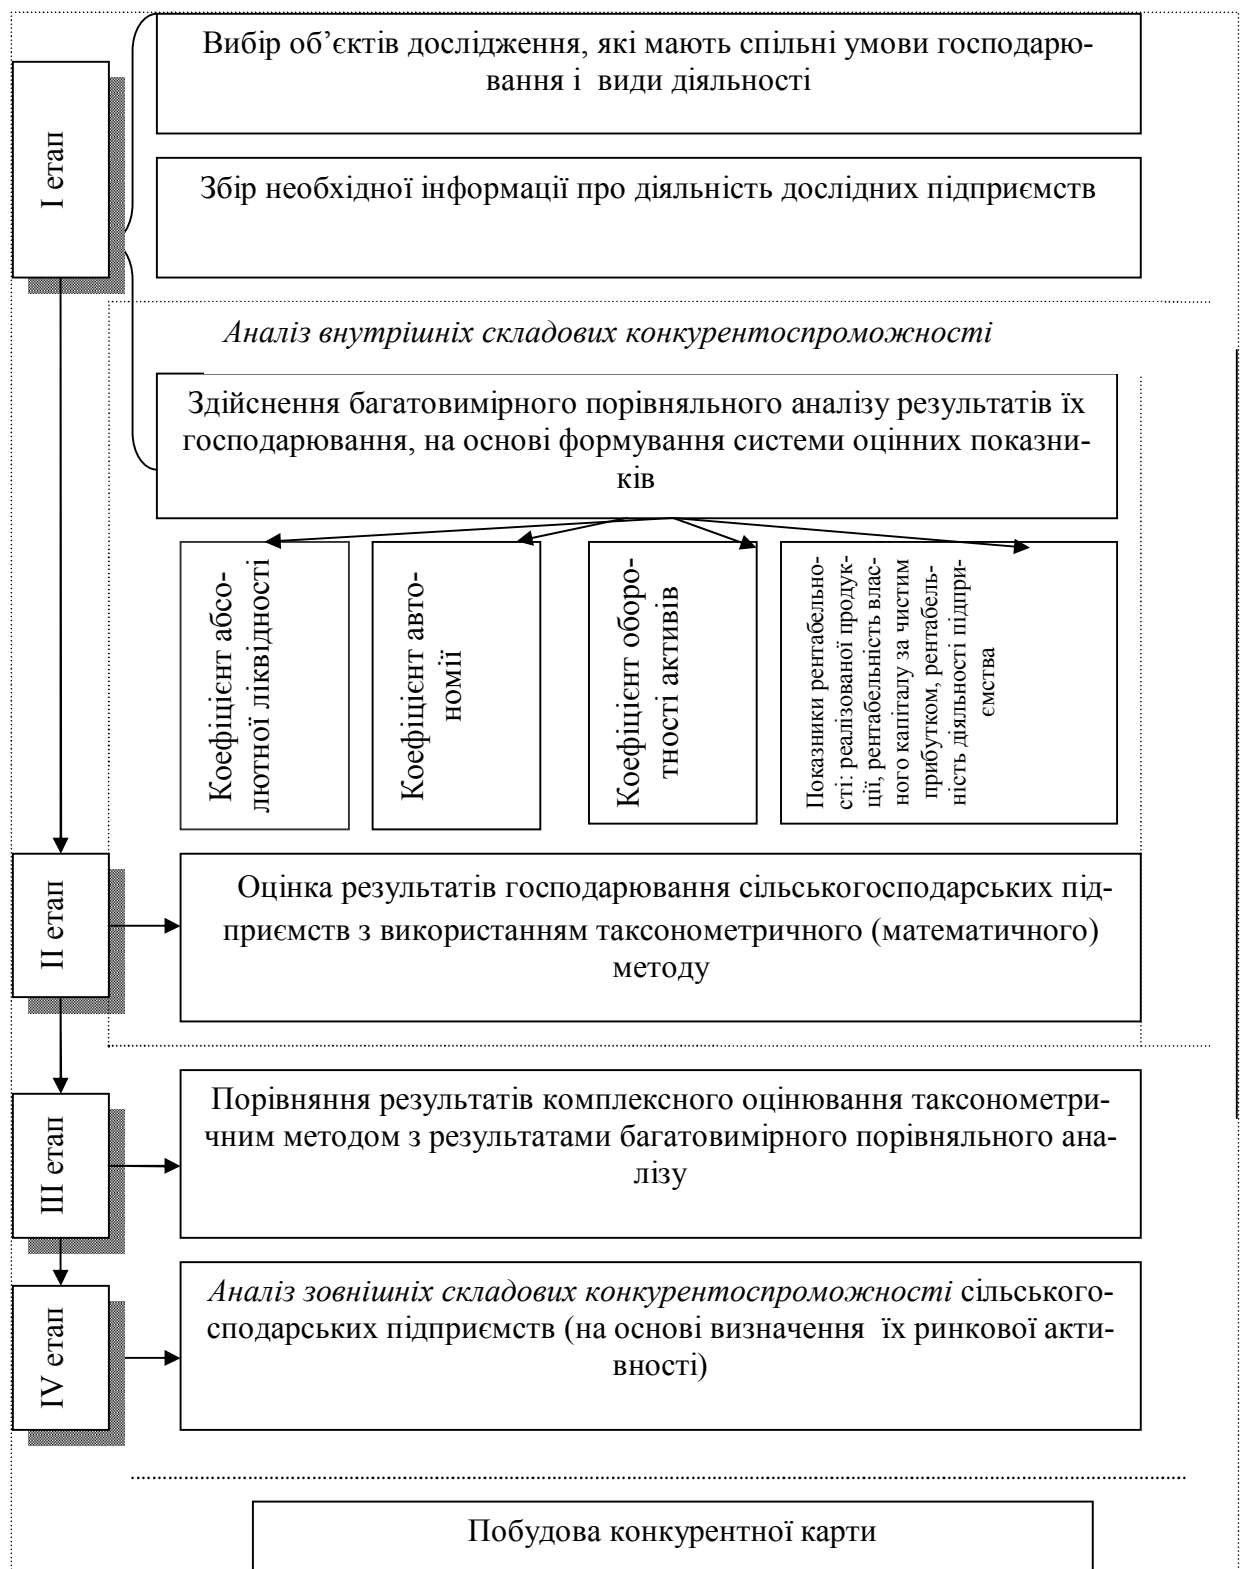 Вибір об’єктів дослідження, які мають спільні умови господарю-
вання і види діяльності
І етап
Збір необхідної інформації про діяльність дослідних підприємств
Аналіз внутрішніх складових конкурентоспроможності
Здійснення багатовимірного порівняльного аналізу результатів їх
господарювання, на основі формування системи оцінних показни-
ків
Коефіцієнт абсо-
лютної ліквідності
Коефіцієнт авто-
номії
Коефіцієнт оборо-
тності активів
Показники рентабельно-
сті: реалізованої продук-
ції, рентабельність влас-
ного капіталу за чистим
прибутком, рентабель-
ність діяльності підпри-
ємства
ІІ етап
Оцінка результатів господарювання сільськогосподарських під-
приємств з використанням таксонометричного (математичного)
методу
ІІІ етап
Порівняння результатів комплексного оцінювання таксонометри-
чним методом з результатами багатовимірного порівняльного ана-
лізу
IV етап
Аналіз зовнішніх складових конкурентоспроможності сільського-
сподарських підприємств (на основі визначення їх ринкової акти-
вності)
Побудова конкурентної карти